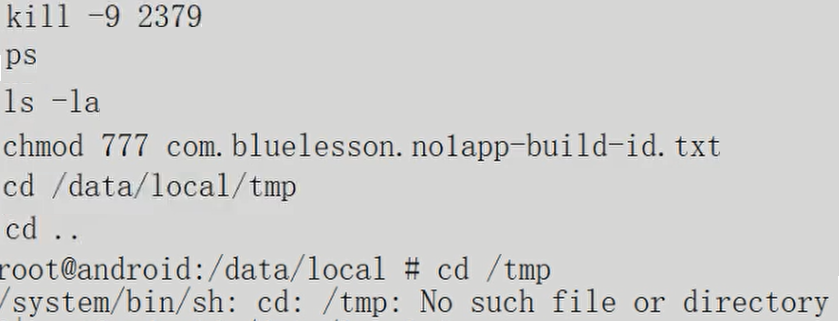 kill -9 2379
ps
ls -la
chmod 777 com.bluelesson.no1app-build-id.txt
cd /data/local/tmp
cd ..
root@android:/data/local # cd /tmp
/system/bin/sh: cd: /tmp: No such file or directory